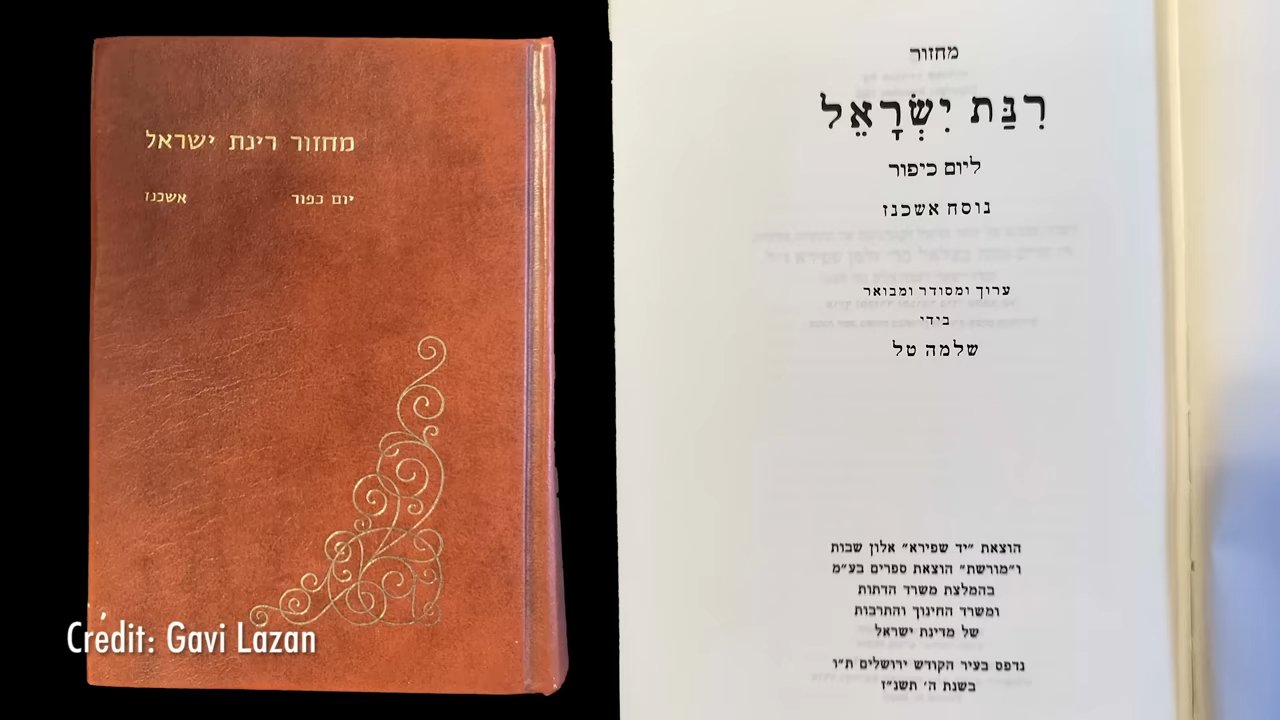 מחזור רינת ישראל
יום כפור אשכנז
Credit: Gavi Lazan
מחזור
רִנַּת יִשְׂרָאֵל
ליום כיפור
נוסח אשכנז
ערוך ומסודר ומבואר
בידי
שלמה טל
הוצאת "יד שפירא" אלון שבות
ו"מורשת" הוצאת ספרים בע"מ
בהמלצת משרד הדתות
ומשרד החינוך והתרבות
של מדינת ישראל
נדפס בעיר הקודש ירושלים ת"ו
בשנת ה' תשנ"ז